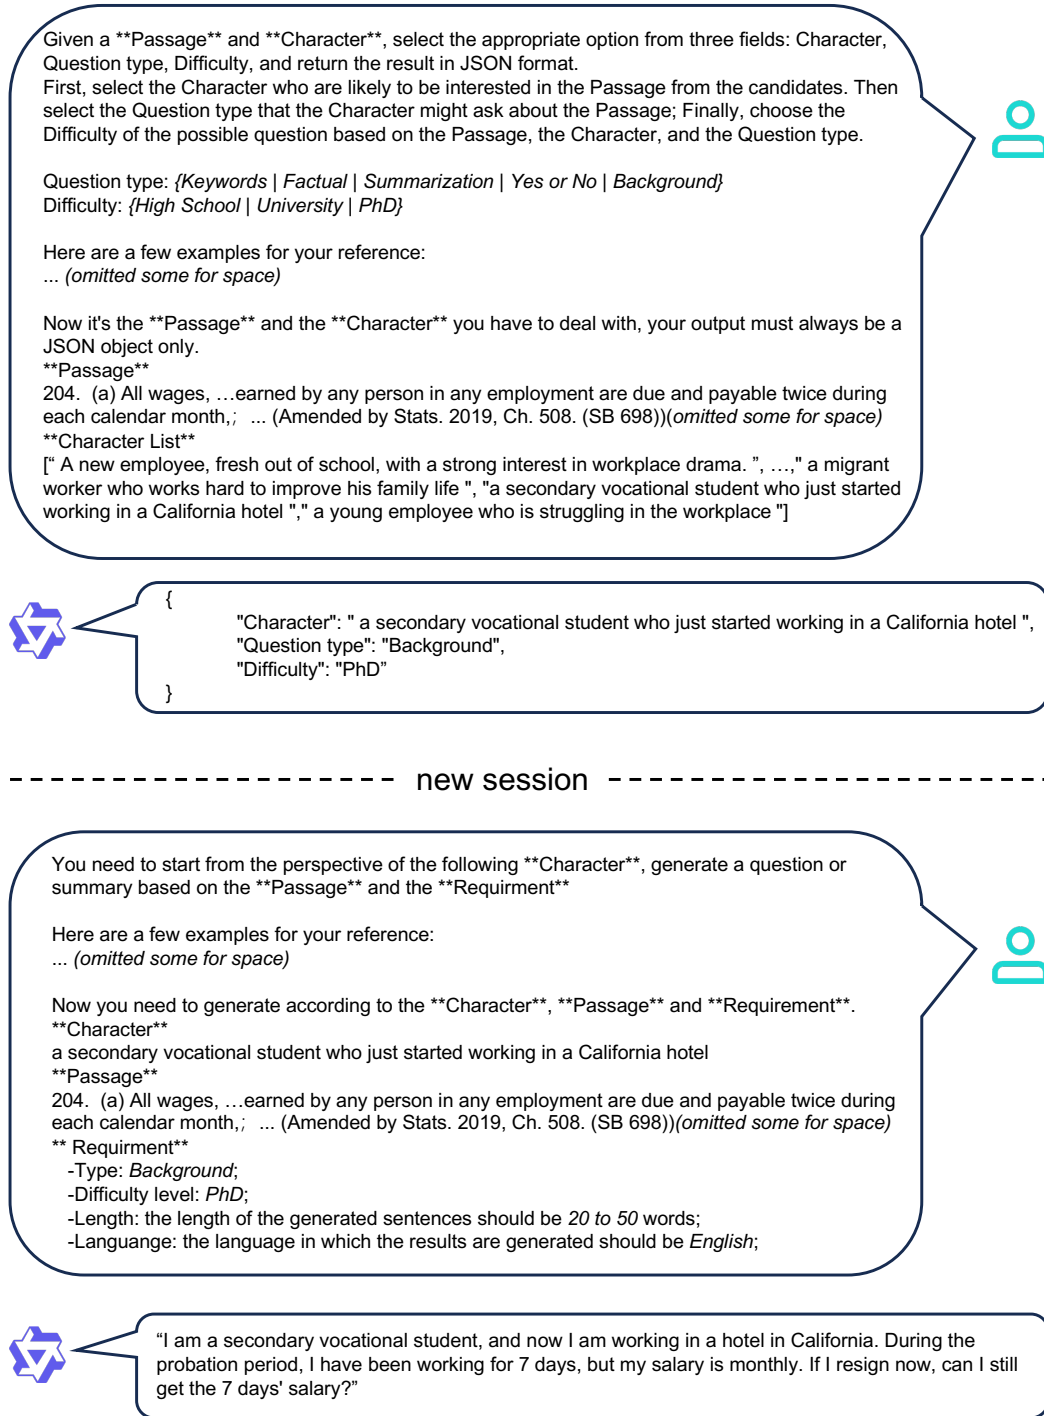 Given a **Passage** and **Character**, select the appropriate option from three fields: Character,
Question type, Difficulty, and return the result in JSON format.
First, select the Character who are likely to be interested in the Passage from the candidates. Then
select the Question type that the Character might ask about the Passage; Finally, choose the
Difficulty of the possible question based on the Passage, the Character, and the Question type.
Question type: {Keywords | Factual | Summarization | Yes or No | Background}
Difficulty: {High School | University | PhD}
Here are a few examples for your reference:
... (omitted some for space)
Now it's the **Passage** and the **Character** you have to deal with, your output must always be a
JSON object only.
**Passage**
204.  (a) All wages, …earned by any person in any employment are due and payable twice during
each calendar month,；  ... (Amended by Stats. 2019, Ch. 508. (SB 698))(omitted some for space)
**Character List**
[“ A new employee, fresh out of school, with a strong interest in workplace drama. ”, …," a migrant
worker who works hard to improve his family life ", "a secondary vocational student who just started
working in a California hotel "," a young employee who is struggling in the workplace "]
{
"Character": " a secondary vocational student who just started working in a California hotel ",
"Question type": "Background",
"Difficulty": "PhD”
}
new session
You need to start from the perspective of the following **Character**, generate a question or
summary based on the **Passage** and the **Requirment**
Here are a few examples for your reference:
... (omitted some for space)
Now you need to generate according to the **Character**, **Passage** and **Requirement**.
**Character**
a secondary vocational student who just started working in a California hotel
**Passage**
204.  (a) All wages, …earned by any person in any employment are due and payable twice during
each calendar month,；  ... (Amended by Stats. 2019, Ch. 508. (SB 698))(omitted some for space)
** Requirment**
-Type: Background;
-Difficulty level: PhD;
-Length: the length of the generated sentences should be 20 to 50 words;
-Languange: the language in which the results are generated should be English;
“I am a secondary vocational student, and now I am working in a hotel in California. During the
probation period, I have been working for 7 days, but my salary is monthly. If I resign now, can I still
get the 7 days' salary?”